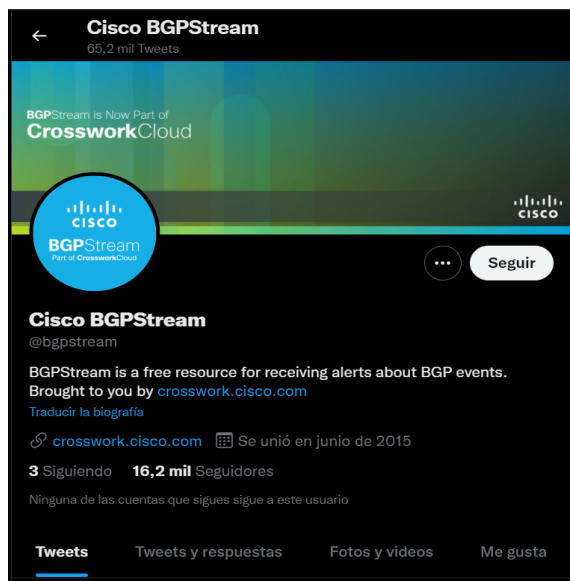 Cisco BGPStream
65,2 mil Tweets
BGPStream is Now Part of
CrossworkCloud
CISCO
CISCO
BGPStream
Part of CrossworkCloud
Seguir
Cisco BGPStream
@bgpstream
BGPStream is a free resource for receiving alerts about BGP events.
Brought to you by crosswork.cisco.com
Traducir la biografía
crosswork.cisco.com Se unió en junio de 2015
3 Siguiendo 16,2 mil Seguidores
Ninguna de las cuentas que sigues sigue a este usuario
Tweets Tweets y respuestas Fotos y videos Me gusta